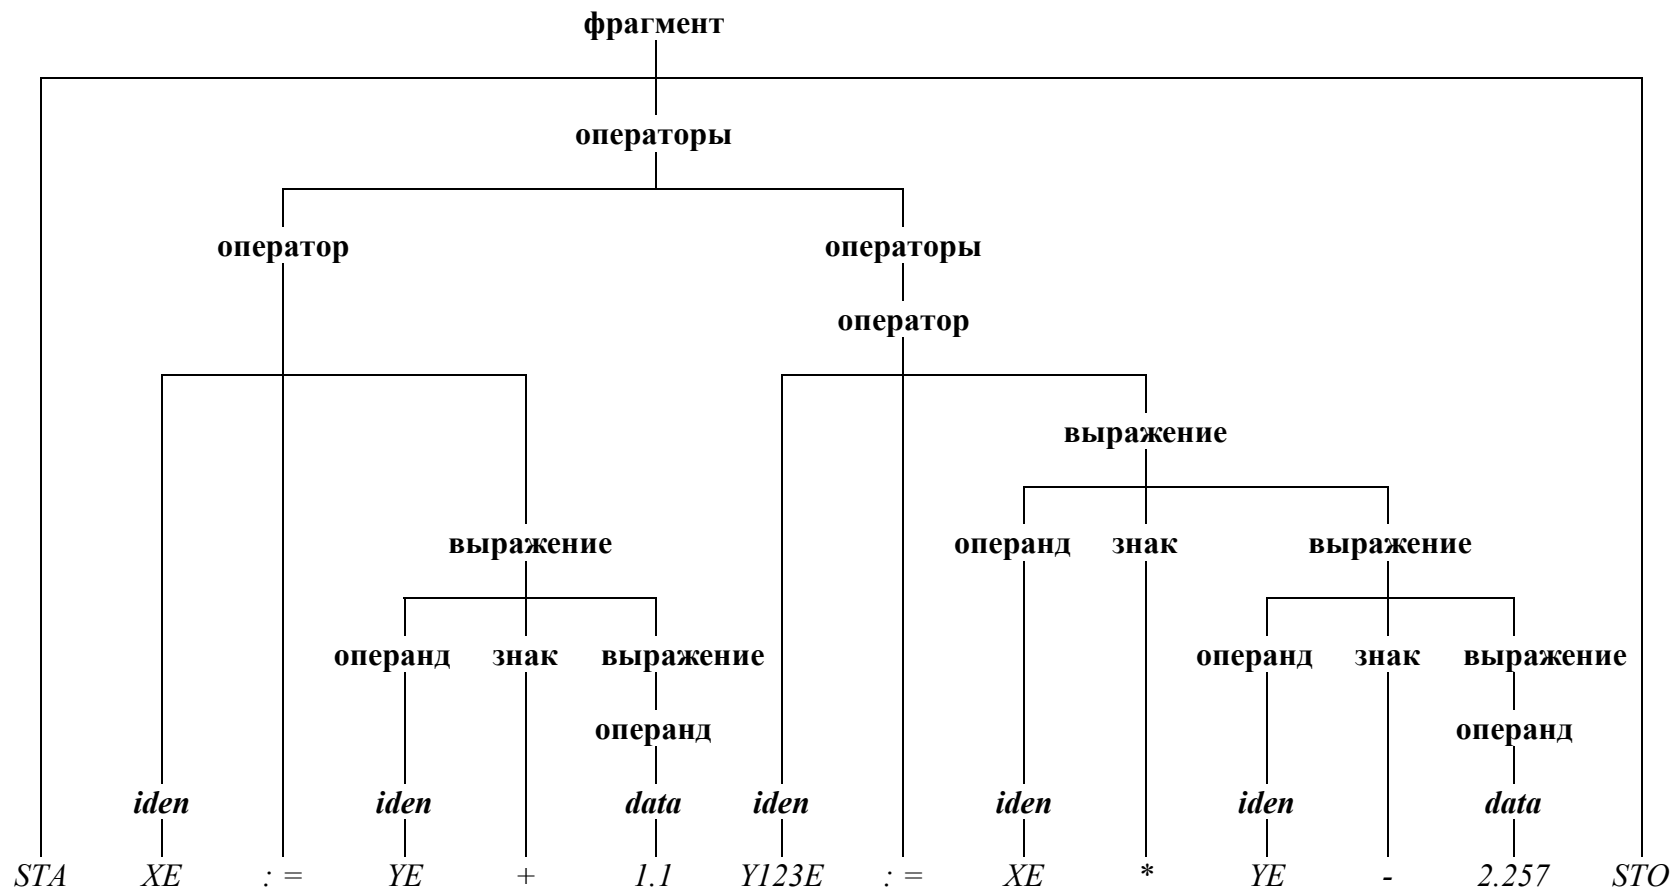 фрагмент
операторы
оператор операторы
оператор
выражение
выражение операнд знак выражение
операнд знак выражение операнд знак выражение
операнд операнд
iden iden data iden iden iden data
STA XE : = YE + 1.1 Y123E : = XE * YE - 2.257 STO